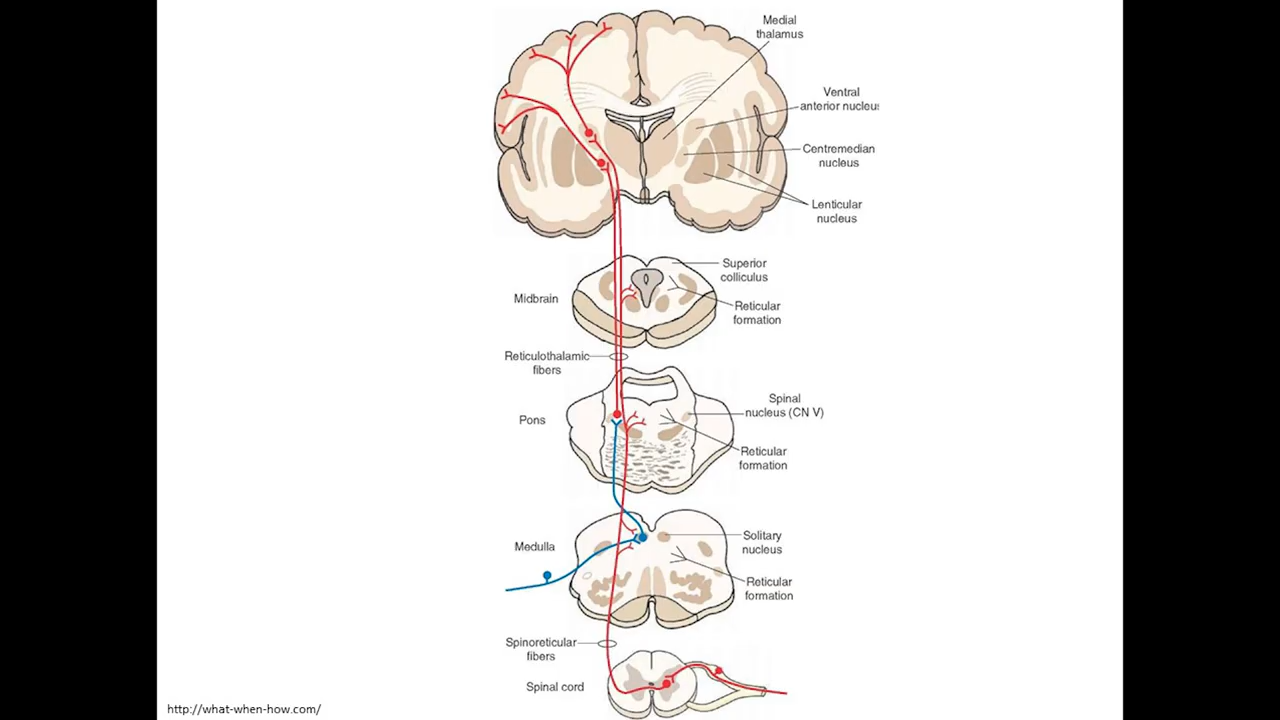 Medial
thalamus
Ventral
anterior nucleus
Centremedian
nucleus
Lenticular
nucleus
Superior
colliculus
Midbrain
Reticular
formation
Reticulothalamic
fibers
Spinal
nucleus (CN V)
Pons
Reticular
formation
Solitary
nucleus
Medulla
Reticular
formation
Spinoreticular
fibers
Spinal cord
http://what-when-how.com/